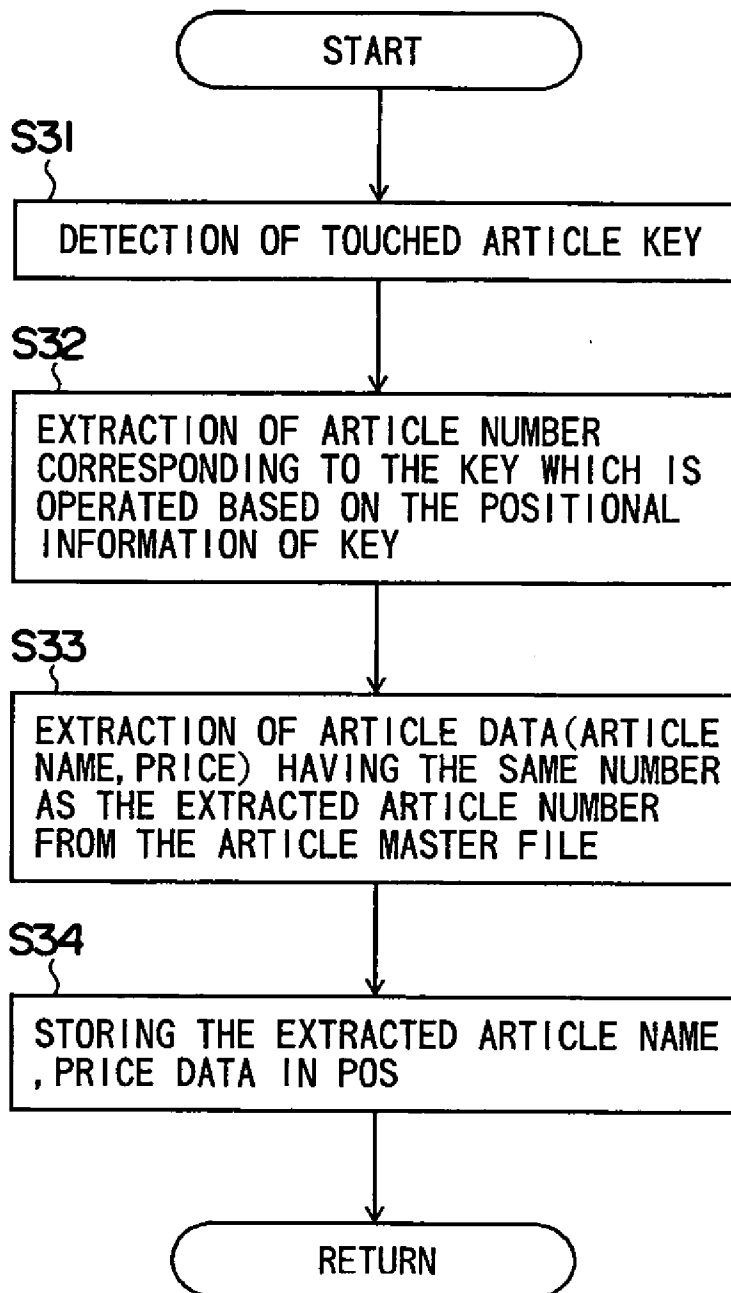 START
S31
DETECTION OF TOUCHED ARTICLE KEY
S32
EXTRACTION OF ARTICLE NUMBER
CORRESPONDING TO THE KEY WHICH IS
OPERATED BASED ON THE POSITIONAL
INFORMATION OF KEY
S33
EXTRACTION OF ARTICLE DATA(ARTICLE
NAME,PRICE) HAVING THE SAME NUMBER
AS THE EXTRACTED ARTICLE NUMBER
FROM THE ARTICLE MASTER FILE
S34
STORING THE EXTRACTED ARTICLE NAME
,PRICE DATA IN POS
RETURN